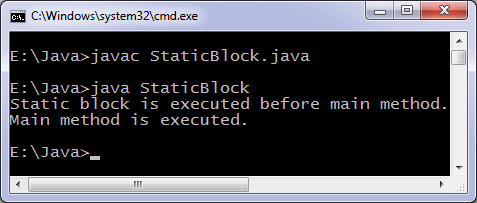 C:\Windows\system32\cmd.exe
E:\Java>javac StaticBlock.java
E:\Java>java StaticBlock
Static block is executed before main method.
Main method is executed.
E:\Java>